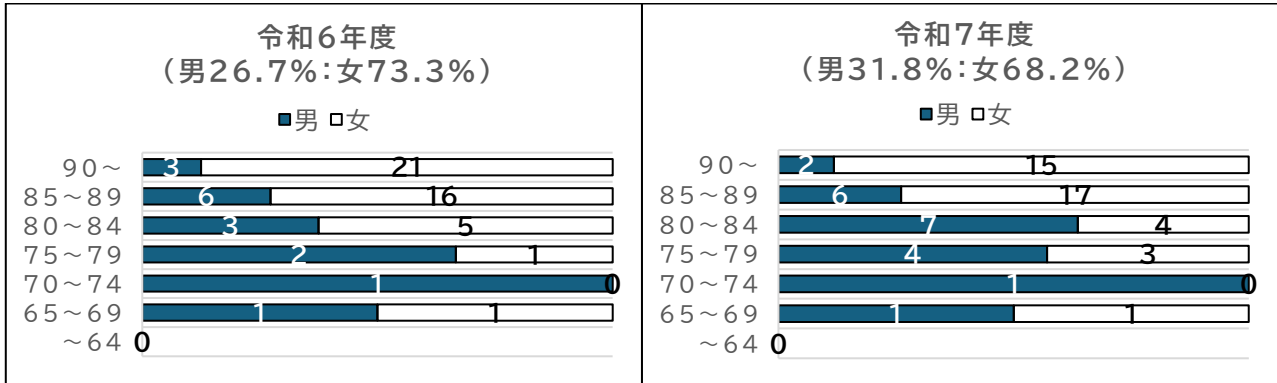 令和6年度
(男26.7%:女73.3%)
■男 □女
90～ 3 21
85～89 6 16
80～84 3 5
75～79 2 1
70～74 1 0
65～69 1 1
～64 0
令和7年度
(男31.8%:女68.2%)
■男 □女
90～ 2 15
85～89 6 17
80～84 7 4
75～79 4 3
70～74 1 0
65～69 1 1
～64 0